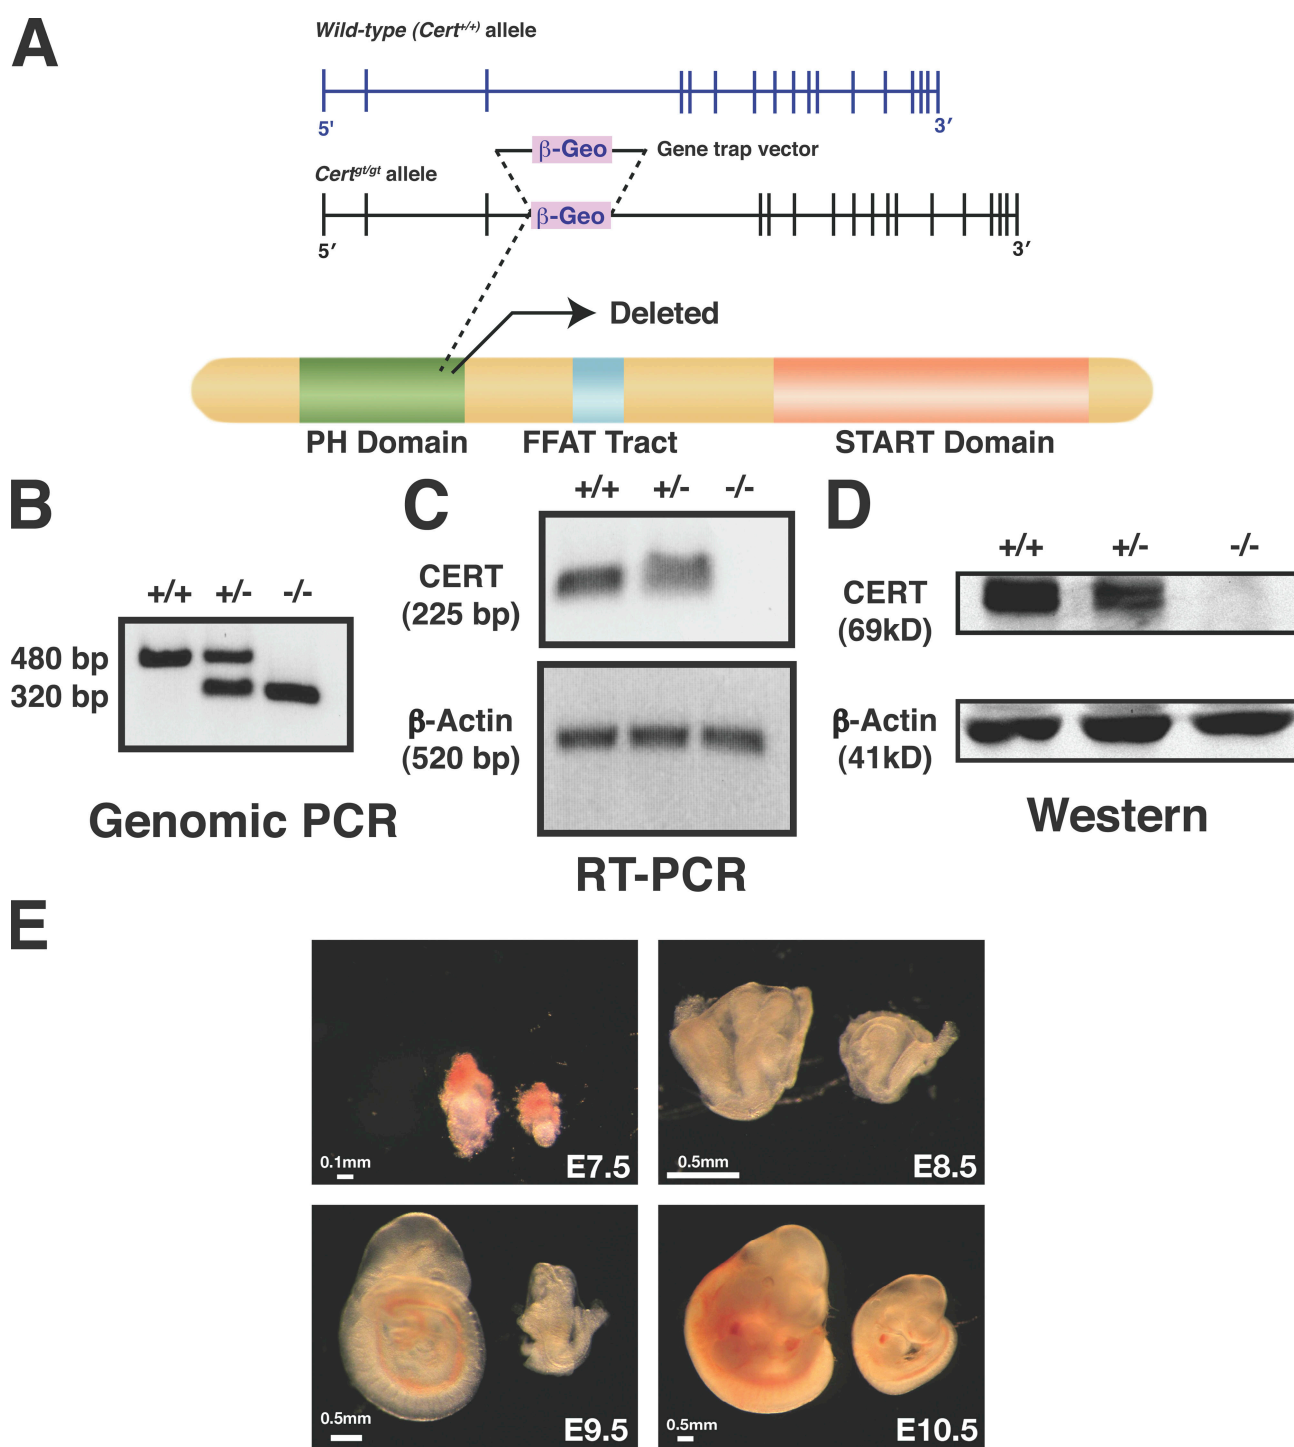 A
Wild-type (Cert+/+) allele
5' 3′
β-Geo Gene trap vector
Certgt/gt allele
β-Geo
5′ 3′
Deleted
PH Domain FFAT Tract START Domain
B
+/+ +/- -/-
480 bp
320 bp
Genomic PCR
C
+/+ +/- -/-
CERT
(225 bp)
β-Actin
(520 bp)
RT-PCR
D
+/+ +/- -/-
CERT
(69kD)
β-Actin
(41kD)
Western
E
0.1mm E7.5
0.5mm E8.5
0.5mm E9.5
0.5mm E10.5